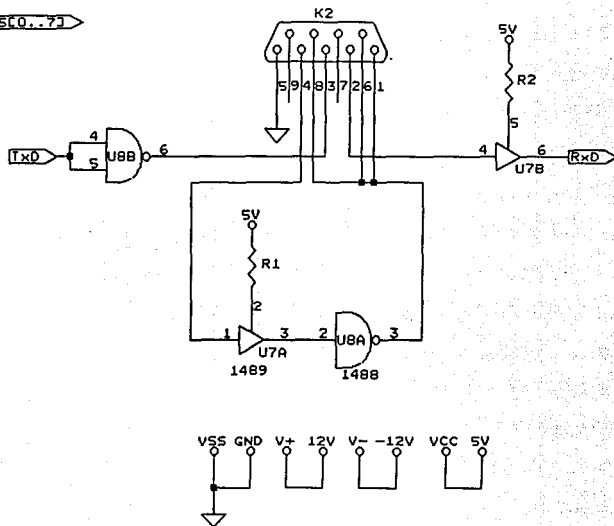 K2
S[0..7]
5V
R2
5 9 4 8 3 7 2 6 1
5
4
TxD
U8B
6
5
4
6
RxD
U7B
5V
R1
2
1
3
2
U8A
3
U7A
1489
1488
VSS GND V+ 12V V- -12V VCC 5V